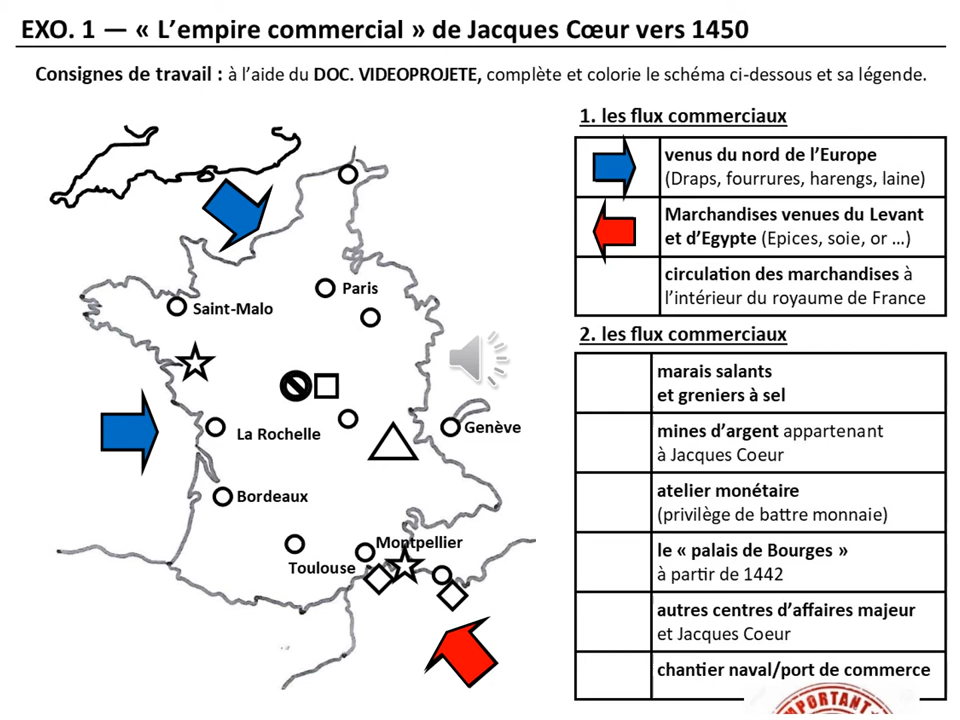 EXO. 1 — « L’empire commercial » de Jacques Cœur vers 1450
Consignes de travail : à l’aide du DOC. VIDEOPROJETE, complète et colorie le schéma ci-dessous et sa légende.
Paris
Saint-Malo
La Rochelle
Genève
Bordeaux
Montpellier
Toulouse
1. les flux commerciaux
venus du nord de l’Europe
(Draps, fourrures, harengs, laine)
Marchandises venues du Levant
et d’Egypte (Epices, soie, or …)
circulation des marchandises à
l’intérieur du royaume de France
2. les flux commerciaux
marais salants
et greniers à sel
mines d’argent appartenant
à Jacques Coeur
atelier monétaire
(privilège de battre monnaie)
le « palais de Bourges »
à partir de 1442
autres centres d’affaires majeur
et Jacques Coeur
chantier naval/port de commerce
IMPORTANT